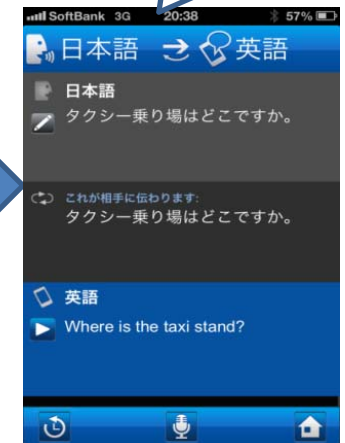 SoftBank 3G 20:38 57%
日本語 英語
日本語
タクシー乗り場はどこですか。
これが相手に伝わります:
タクシー乗り場はどこですか。
英語
Where is the taxi stand?